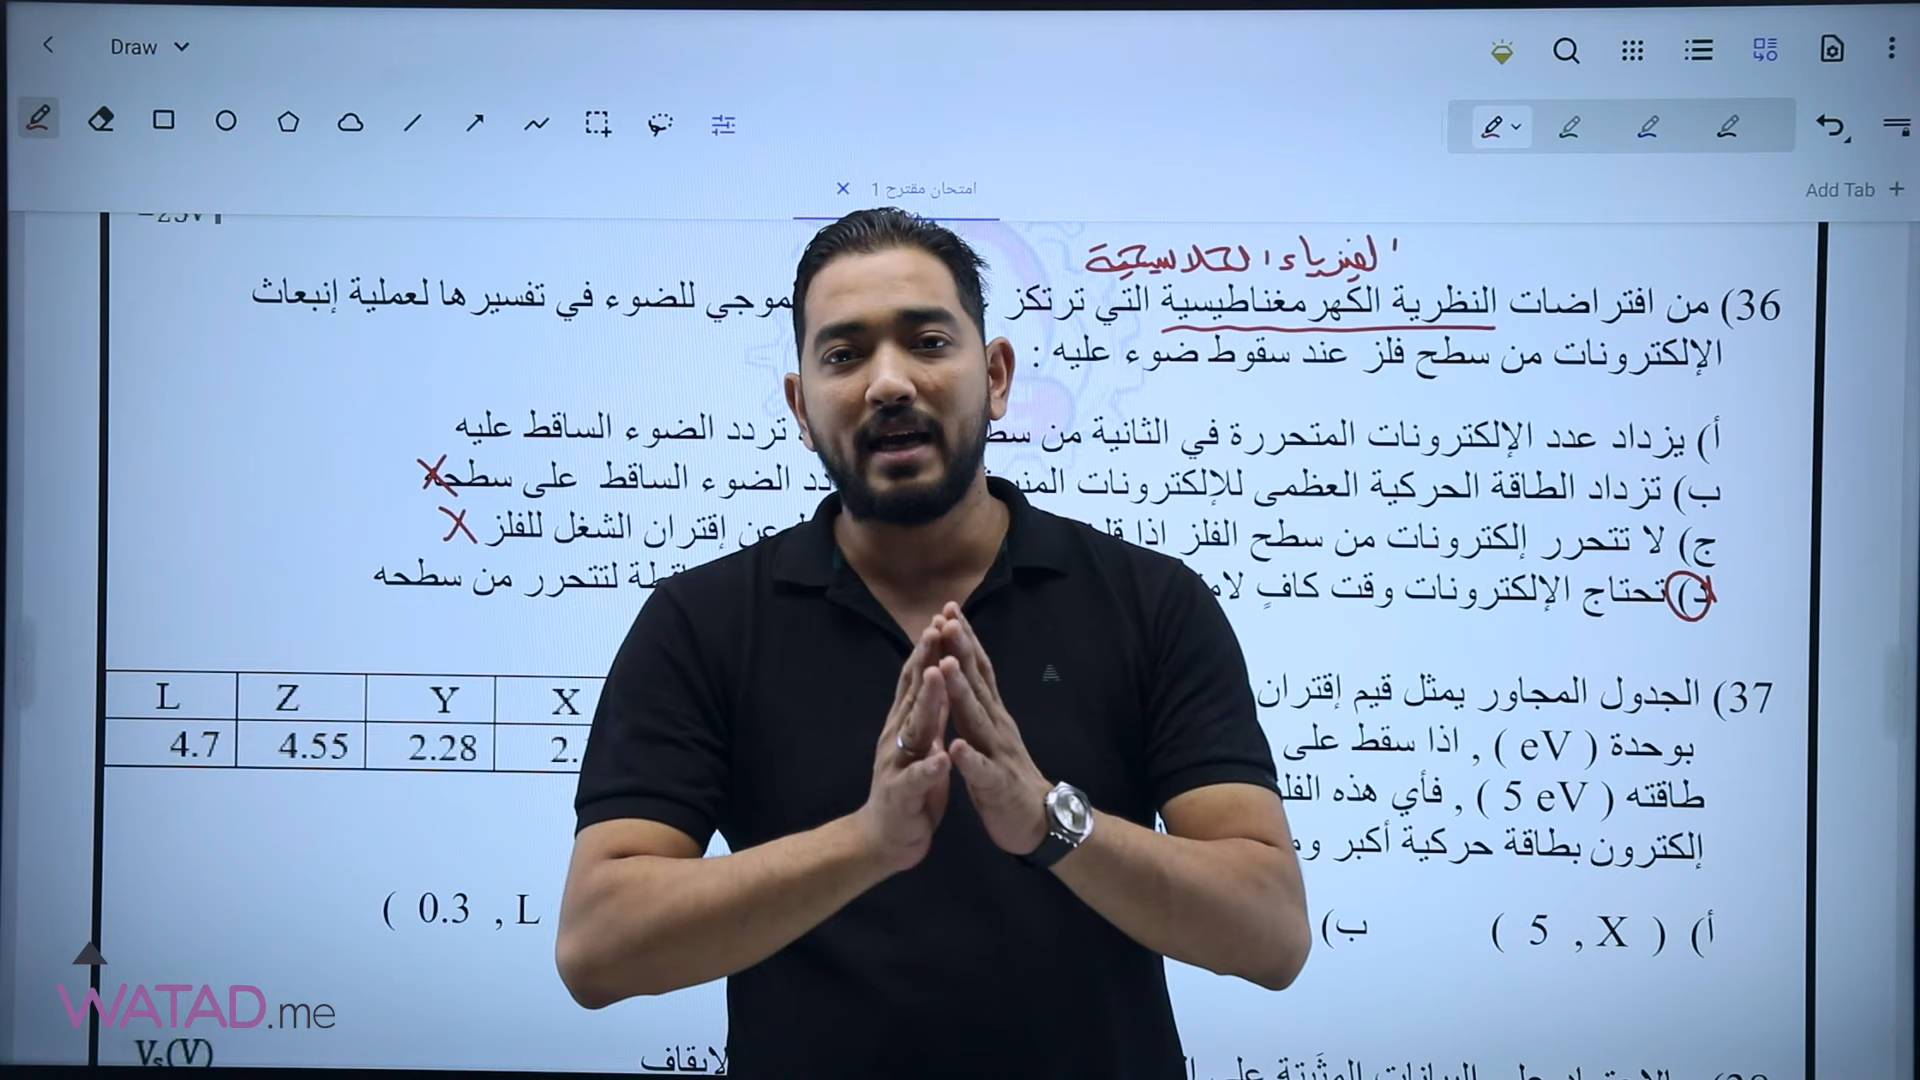 Draw
امتحان مقترح 1
Add Tab
الفيزياء الكلاسيكية
36) من افتراضات النظرية الكهرمغناطيسية التي ترتكز موجي للضوء في تفسيرها لعملية إنبعاث
الإلكترونات من سطح فلز عند سقوط ضوء عليه :
أ) يزداد عدد الإلكترونات المتحررة في الثانية من تردد الضوء الساقط عليه
ب) تزداد الطاقة الحركية العظمى للإلكترونات الضوء الساقط على سطحه
ج) لا تتحرر إلكترونات من سطح الفلز اذا عن إقتران الشغل للفلز
د) تحتاج الإلكترونات وقت كافٍ لتتحرر من سطحه
37) الجدول المجاور يمثل قيم إقتران
بوحدة ( eV ) , اذا سقط على
طاقته ( 5 eV ) , فأي هذه
إلكترون بطاقة حركية أكبر
X Y Z L
2. 2.28 4.55 4.7
أ) ( X , 5 ) ب) L , 0.3 )
WATAD.me
Vs(V)